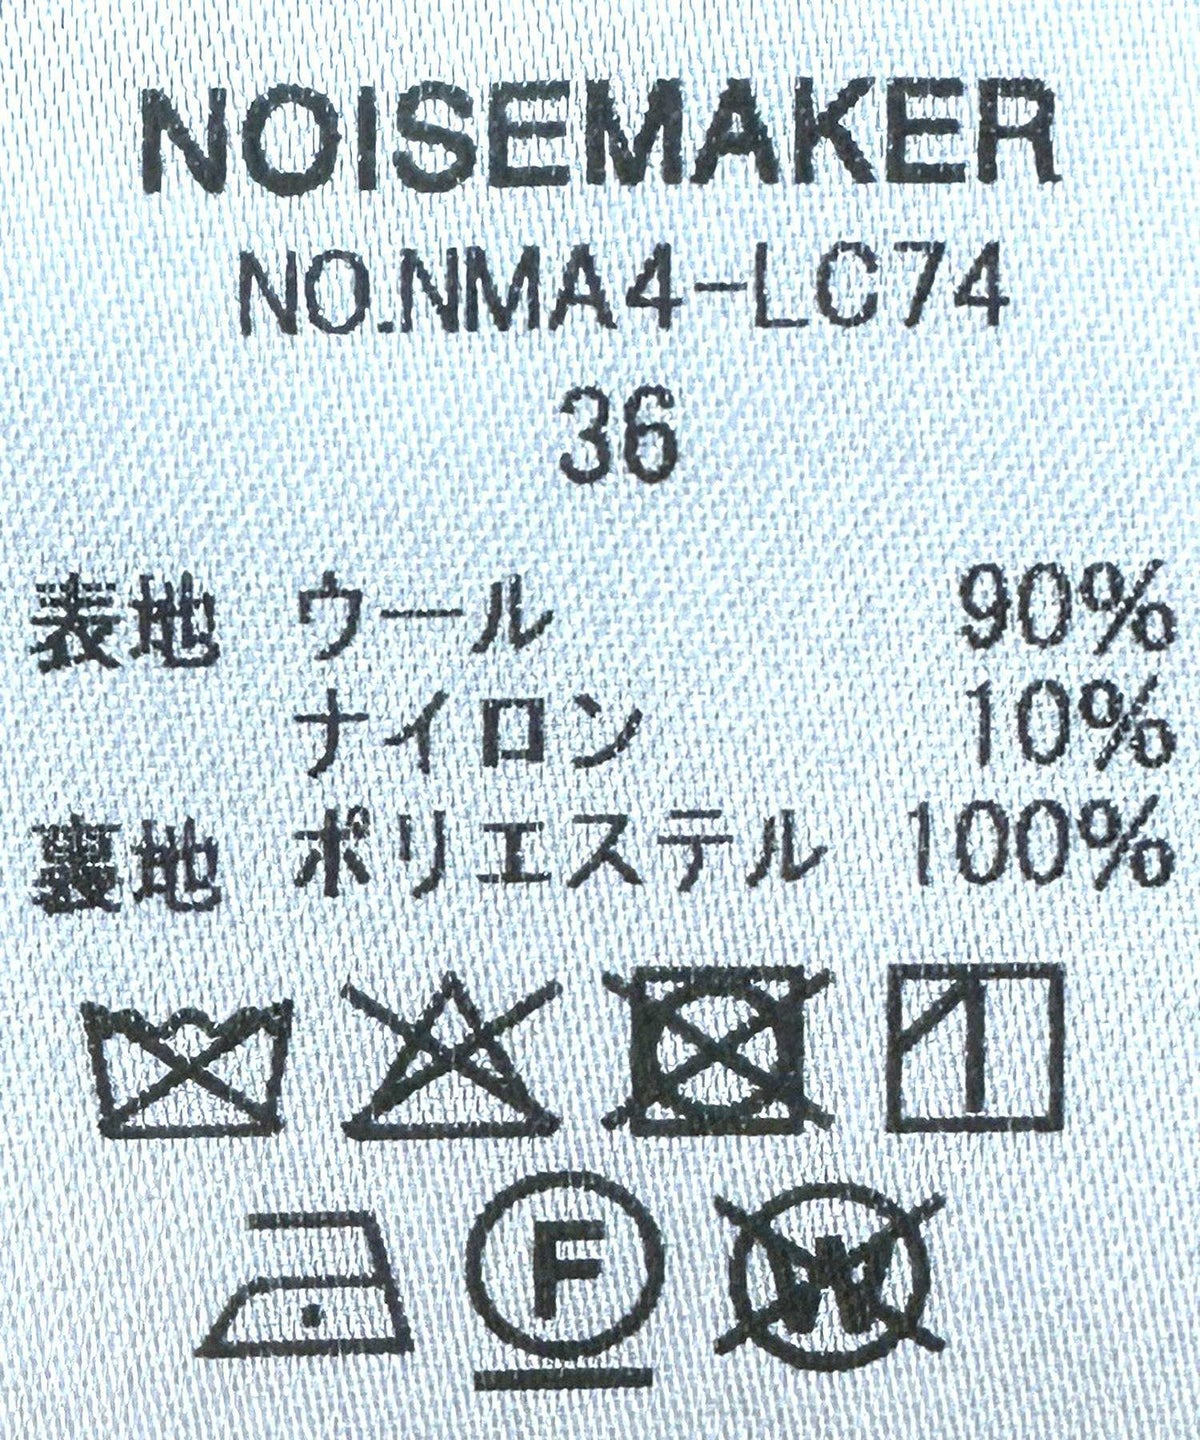 NOISEMAKER
NO.NMA4-LC74
36
表地 ウール 90%
ナイロン 10%
裏地 ポリエステル 100%
F
W